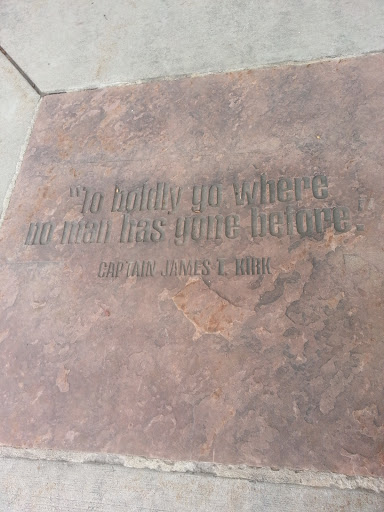 "To boldly go where
no man has gone before.
CAPTAIN JAMES T. KIRK